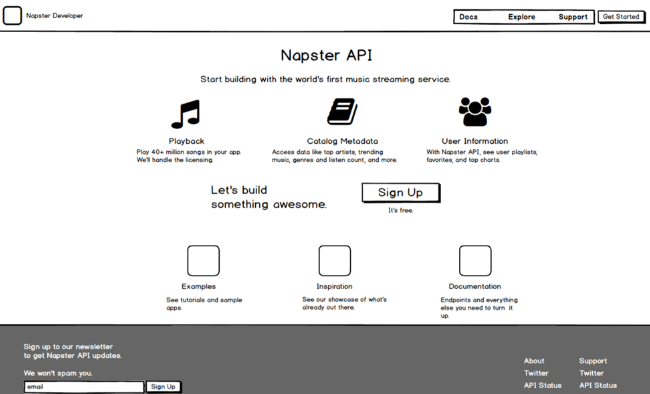 Napster Developer
Docs Explore Support Get Started
Napster API
Start building with the world's first music streaming service.
Playback
Play 40+ million songs in your app.
We'll handle the licensing.
Catalog Metadata
Access data like top artists, trending
music, genres and listen count, and more.
User Information
With Napster API, see user playlists,
favorites, and top charts.
Let's build
something awesome.
Sign Up
It's free.
Examples
See tutorials and sample
apps.
Inspiration
See our showcase of what's
already out there.
Documentation
Endpoints and everything
else you need to turn it
up.
Sign up to our newsletter
to get Napster API updates.
We won't spam you.
email Sign Up
About Support
Twitter Twitter
API Status API Status